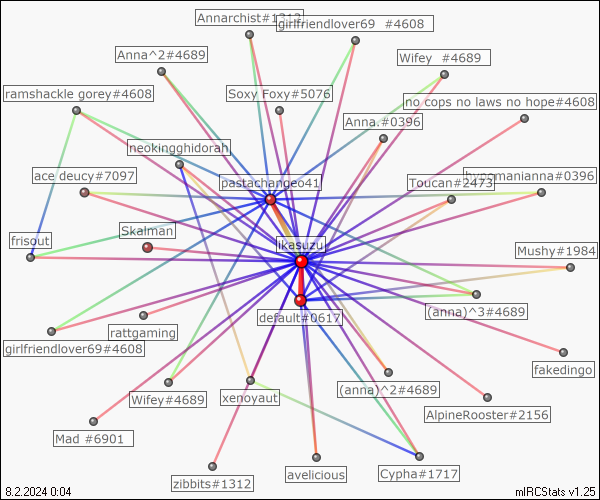 Annarchist#1312
girlfriendlover69 #4608
Anna^2#4689
Wifey #4689
ramshackle gorey#4608
Soxy Foxy#5076
no cops no laws no hope#4608
Anna.#0396
neokingghidorah
ace deucy#7097
pastachangeo41
Toucan#2473
hypomanianna#0396
frisout
Skalman
ikasuzu
Mushy#1984
rattgaming
default#0617
(anna)^3#4689
girlfriendlover69#4608
fakedingo
Wifey#4689
xenoyaut
(anna)^2#4689
AlpineRooster#2156
Mad #6901
zibbits#1312
avelicious
Cypha#1717
8.2.2024 0:04
mIRCStats v1.25